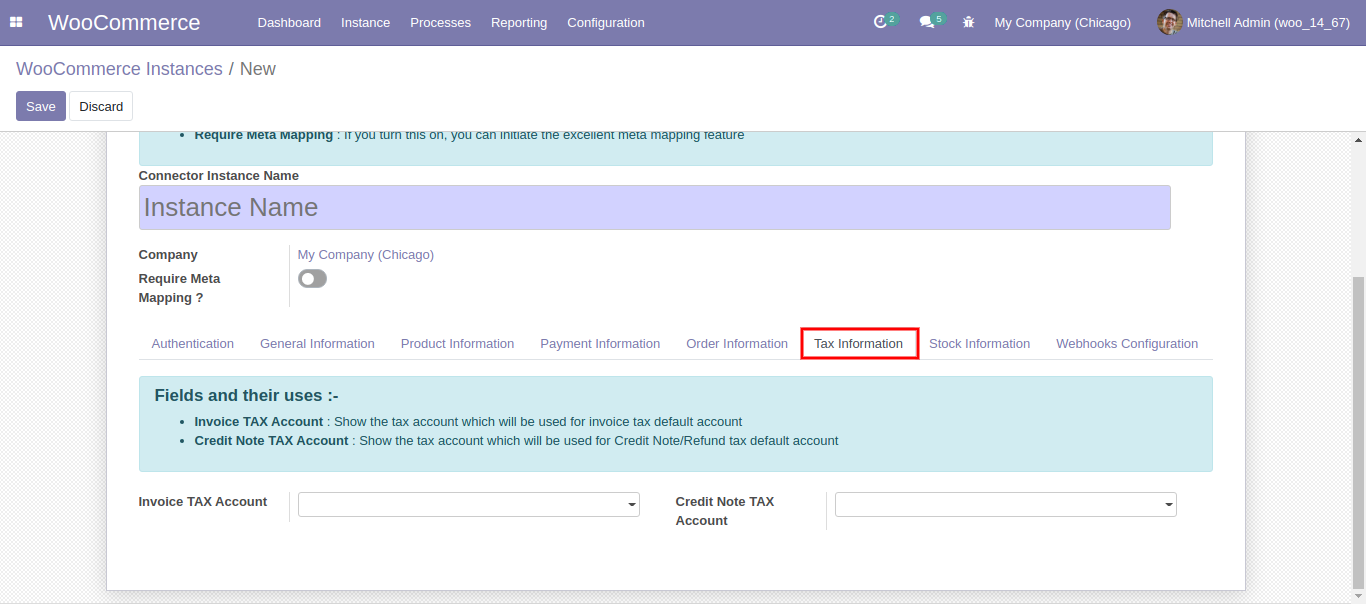 WooCommerce Dashboard Instance Processes Reporting Configuration 2 5 My Company (Chicago) Mitchell Admin (woo_14_67)
WooCommerce Instances / New
Save Discard
Require Meta Mapping : If you turn this on, you can initiate the excellent meta mapping feature
Connector Instance Name
Instance Name
Company My Company (Chicago)
Require Meta
Mapping ?
Authentication General Information Product Information Payment Information Order Information Tax Information Stock Information Webhooks Configuration
Fields and their uses :-
Invoice TAX Account : Show the tax account which will be used for invoice tax default account
Credit Note TAX Account : Show the tax account which will be used for Credit Note/Refund tax default account
Invoice TAX Account Credit Note TAX
Account